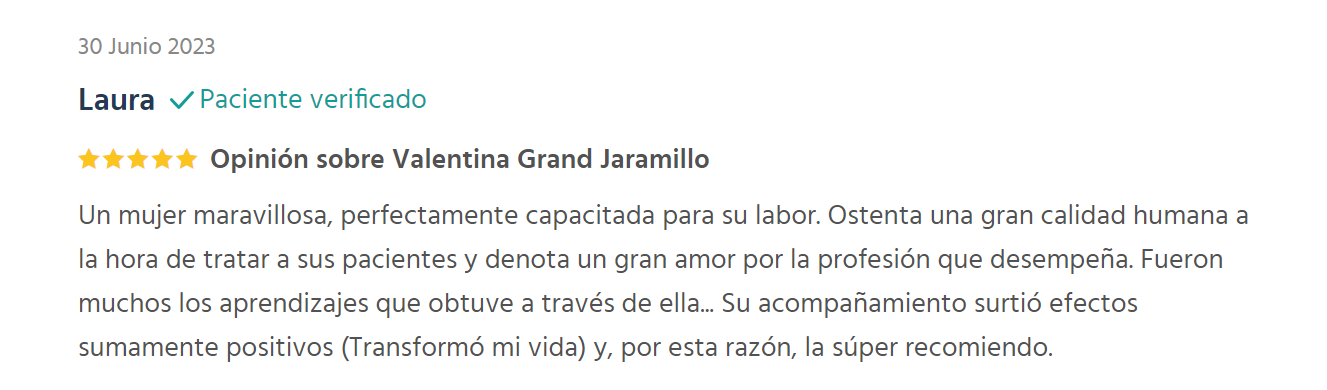 30 Junio 2023
Laura Paciente verificado
Opinión sobre Valentina Grand Jaramillo
Un mujer maravillosa, perfectamente capacitada para su labor. Ostenta una gran calidad humana a
la hora de tratar a sus pacientes y denota un gran amor por la profesión que desempeña. Fueron
muchos los aprendizajes que obtuve a través de ella... Su acompañamiento surtió efectos
sumamente positivos (Transformó mi vida) y, por esta razón, la súper recomiendo.